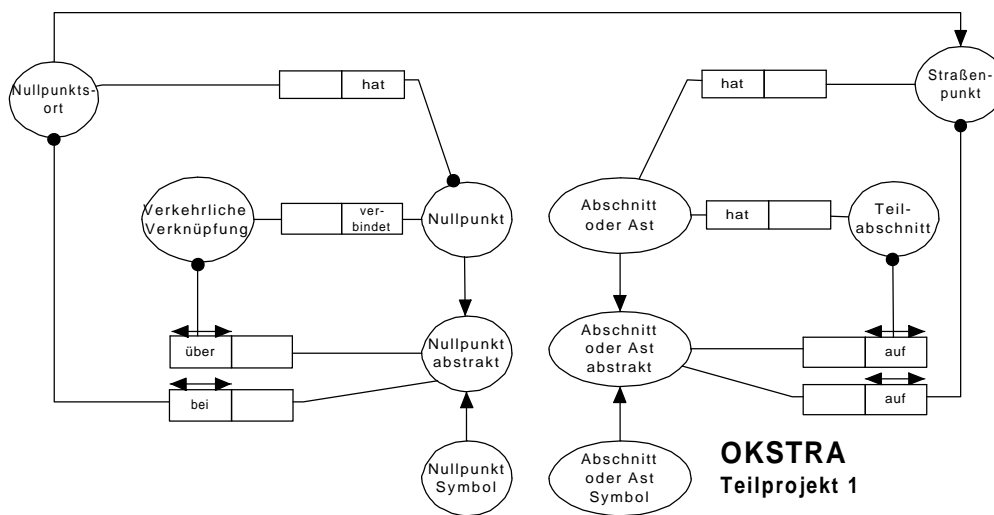 Nullpunkts-
ort
hat
hat
Straßen-
punkt
Verkehrliche
Verknüpfung
ver-
bindet
Nullpunkt
Abschnitt
oder Ast
hat
Teil-
abschnitt
über
Nullpunkt
abstrakt
Abschnitt
oder Ast
abstrakt
auf
bei
auf
Nullpunkt
Symbol
Abschnitt
oder Ast
Symbol
OKSTRA
Teilprojekt 1